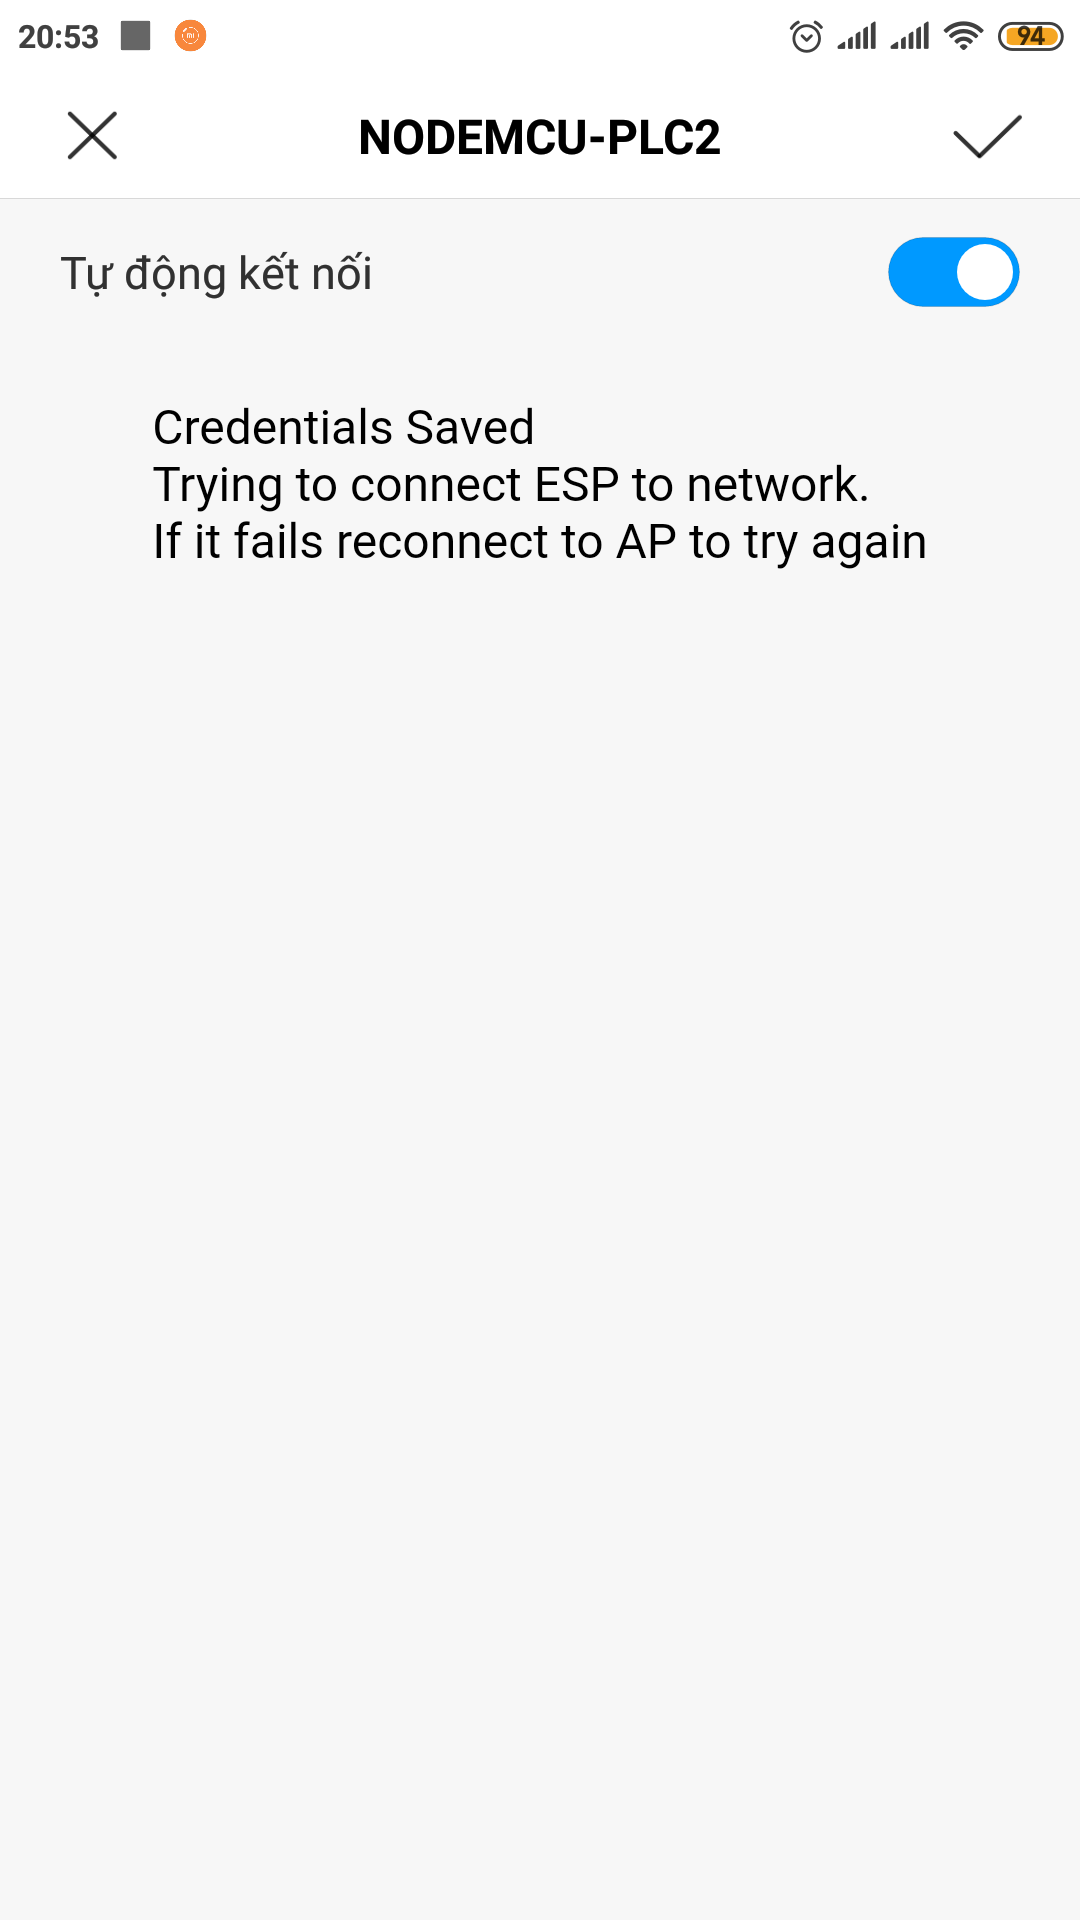 20:53
94
NODEMCU-PLC2
Tự động kết nối
Credentials Saved
Trying to connect ESP to network.
If it fails reconnect to AP to try again